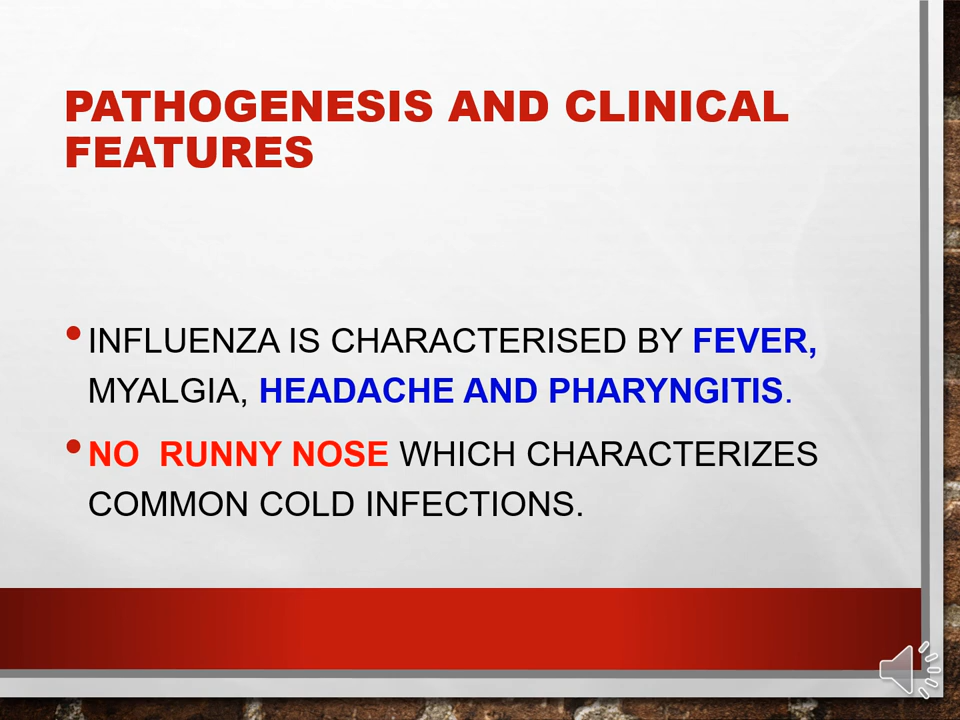 PATHOGENESIS AND CLINICAL
FEATURES
• INFLUENZA IS CHARACTERISED BY FEVER,
MYALGIA, HEADACHE AND PHARYNGITIS.
• NO RUNNY NOSE WHICH CHARACTERIZES
COMMON COLD INFECTIONS.